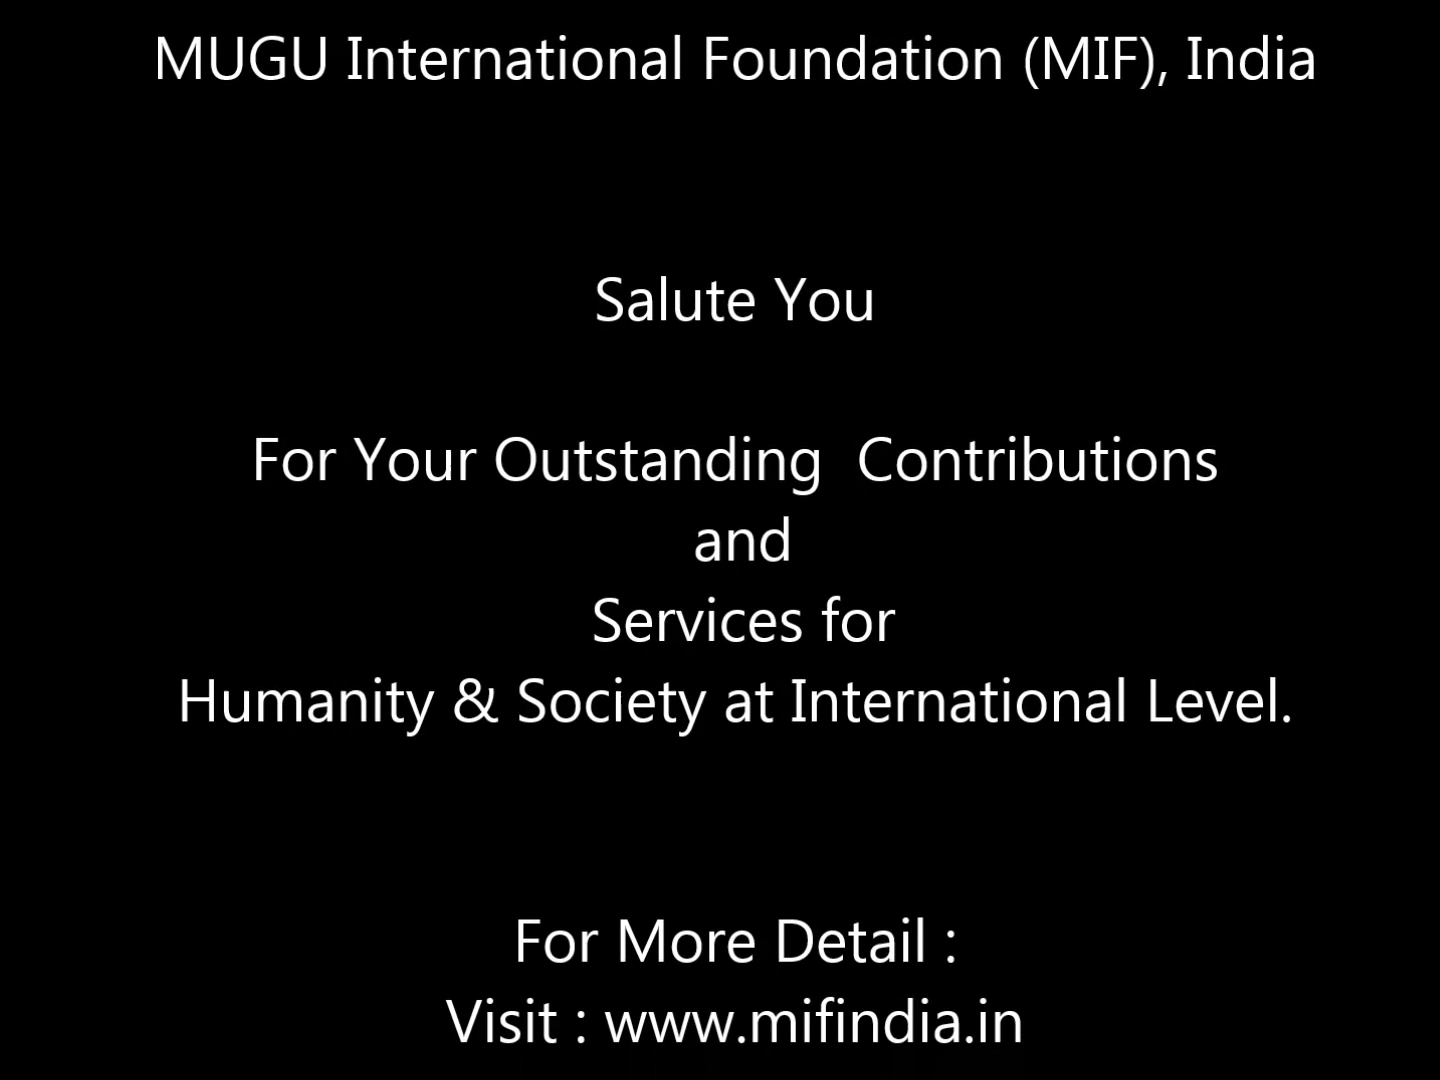 MUGU International Foundation (MIF), India
Salute You
For Your Outstanding  Contributions
and
Services for
Humanity & Society at International Level.
For More Detail :
Visit : www.mifindia.in